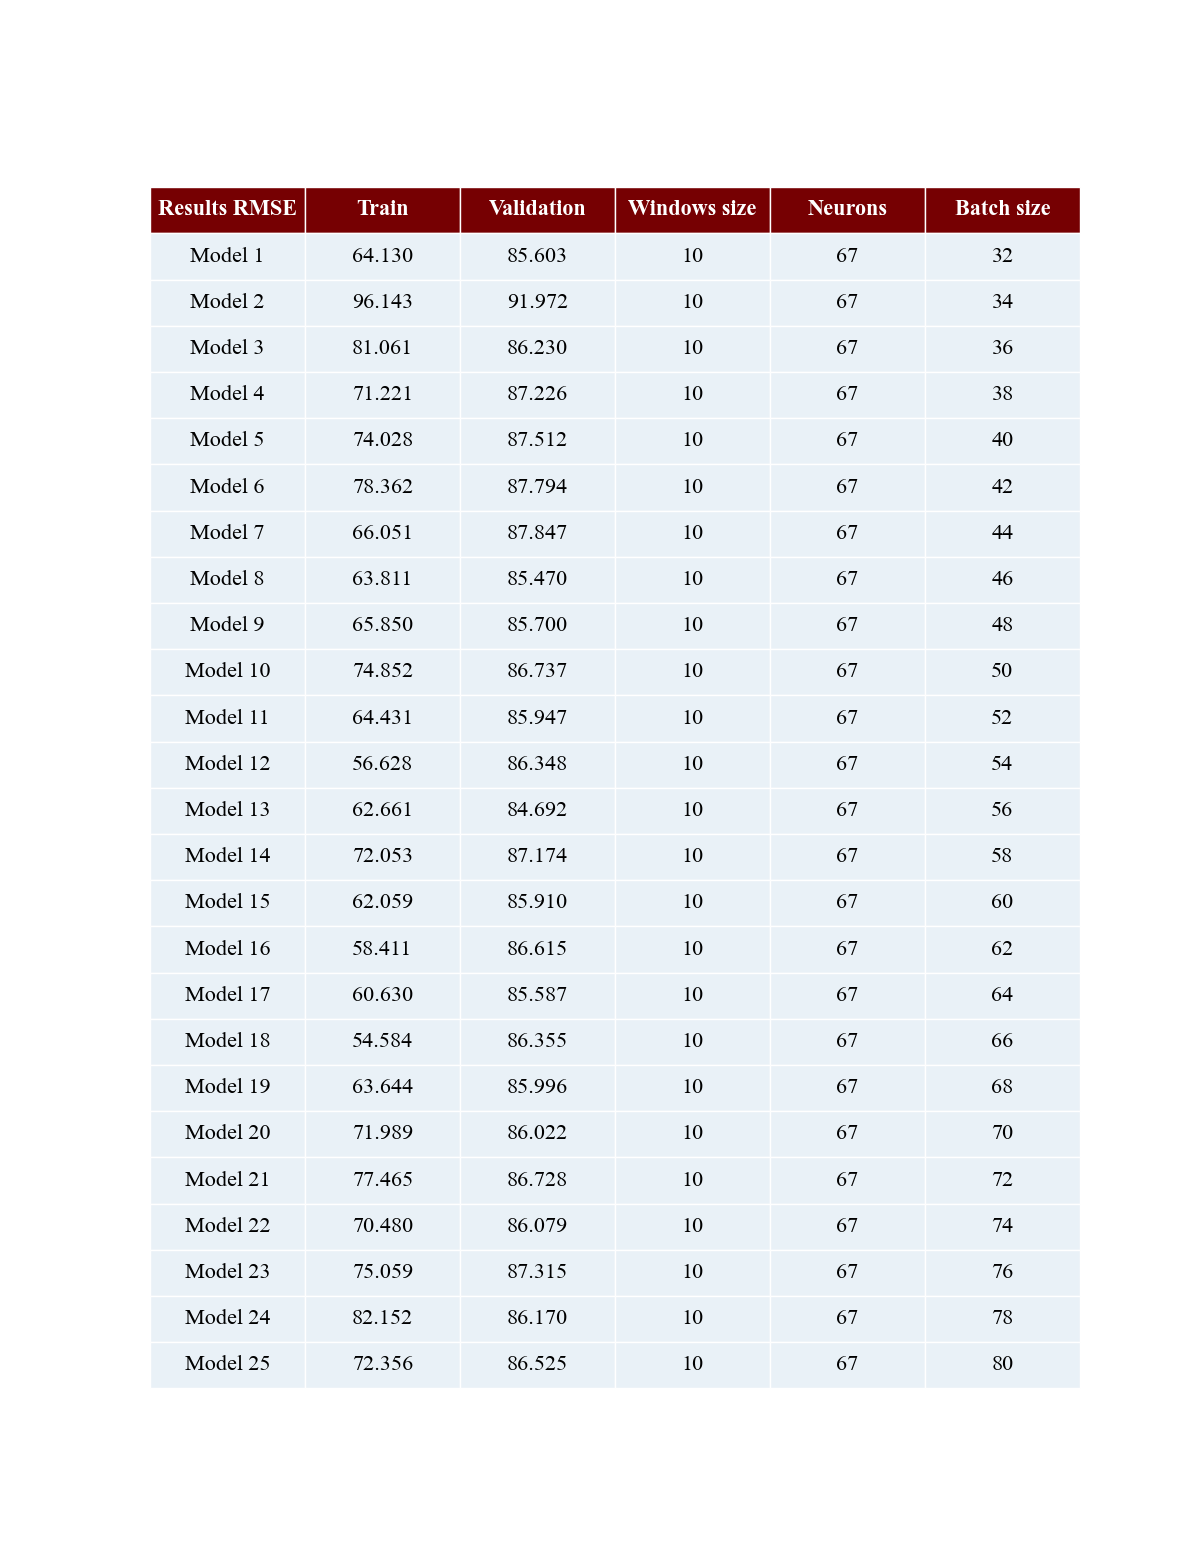 Results RMSE Train Validation Windows size Neurons Batch size
Model 1 64.130 85.603 10 67 32
Model 2 96.143 91.972 10 67 34
Model 3 81.061 86.230 10 67 36
Model 4 71.221 87.226 10 67 38
Model 5 74.028 87.512 10 67 40
Model 6 78.362 87.794 10 67 42
Model 7 66.051 87.847 10 67 44
Model 8 63.811 85.470 10 67 46
Model 9 65.850 85.700 10 67 48
Model 10 74.852 86.737 10 67 50
Model 11 64.431 85.947 10 67 52
Model 12 56.628 86.348 10 67 54
Model 13 62.661 84.692 10 67 56
Model 14 72.053 87.174 10 67 58
Model 15 62.059 85.910 10 67 60
Model 16 58.411 86.615 10 67 62
Model 17 60.630 85.587 10 67 64
Model 18 54.584 86.355 10 67 66
Model 19 63.644 85.996 10 67 68
Model 20 71.989 86.022 10 67 70
Model 21 77.465 86.728 10 67 72
Model 22 70.480 86.079 10 67 74
Model 23 75.059 87.315 10 67 76
Model 24 82.152 86.170 10 67 78
Model 25 72.356 86.525 10 67 80